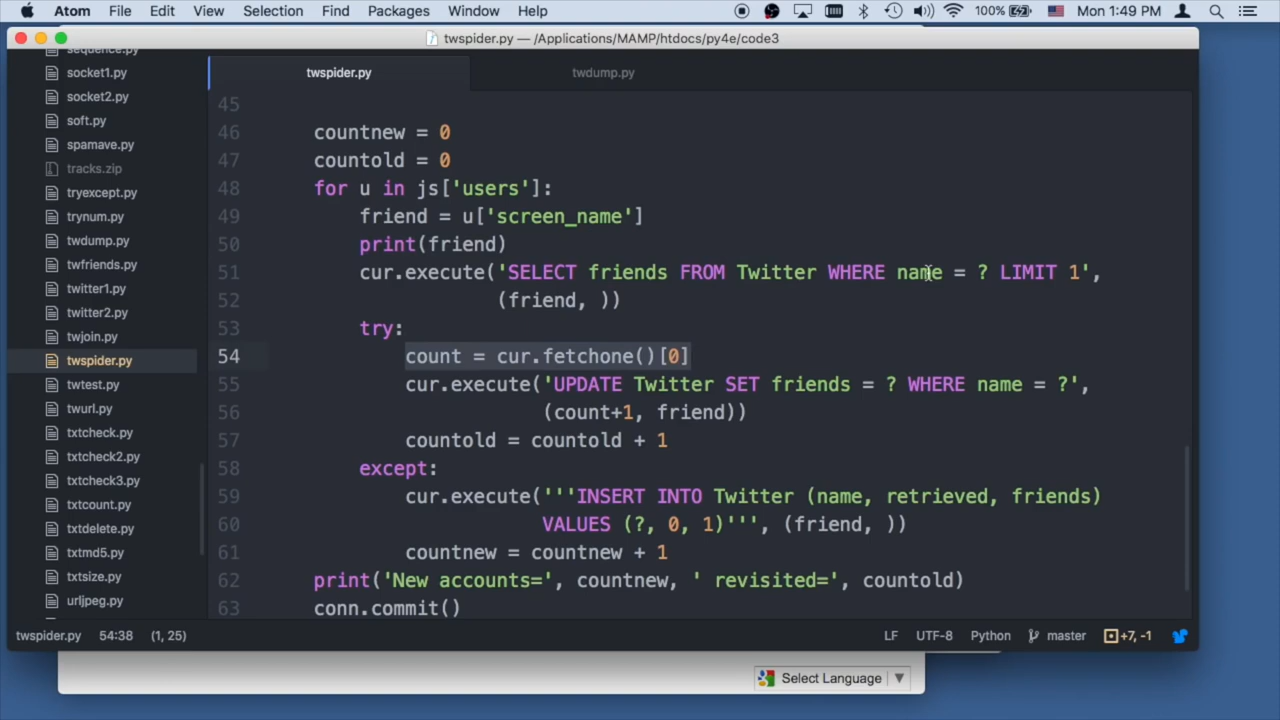 Atom File Edit View Selection Find Packages Window Help 100% Mon 1:49 PM
twspider.py — /Applications/MAMP/htdocs/py4e/code3
sequence.py
socket1.py
socket2.py
soft.py
spamave.py
tracks.zip
tryexcept.py
trynum.py
twdump.py
twfriends.py
twitter1.py
twitter2.py
twjoin.py
twspider.py
twtest.py
twurl.py
txtcheck.py
txtcheck2.py
txtcheck3.py
txtcount.py
txtdelete.py
txtmd5.py
txtsize.py
urljpeg.py
twspider.py twdump.py
45
46 countnew = 0
47 countold = 0
48 for u in js['users']:
49 friend = u['screen_name']
50 print(friend)
51 cur.execute('SELECT friends FROM Twitter WHERE name = ? LIMIT 1',
52 (friend, ))
53 try:
54 count = cur.fetchone()[0]
55 cur.execute('UPDATE Twitter SET friends = ? WHERE name = ?',
56 (count+1, friend))
57 countold = countold + 1
58 except:
59 cur.execute('''INSERT INTO Twitter (name, retrieved, friends)
60 VALUES (?, 0, 1)''', (friend, ))
61 countnew = countnew + 1
62 print('New accounts=', countnew, ' revisited=', countold)
63 conn.commit()
twspider.py 54:38 (1, 25) LF UTF-8 Python master +7, -1
Select Language ▼